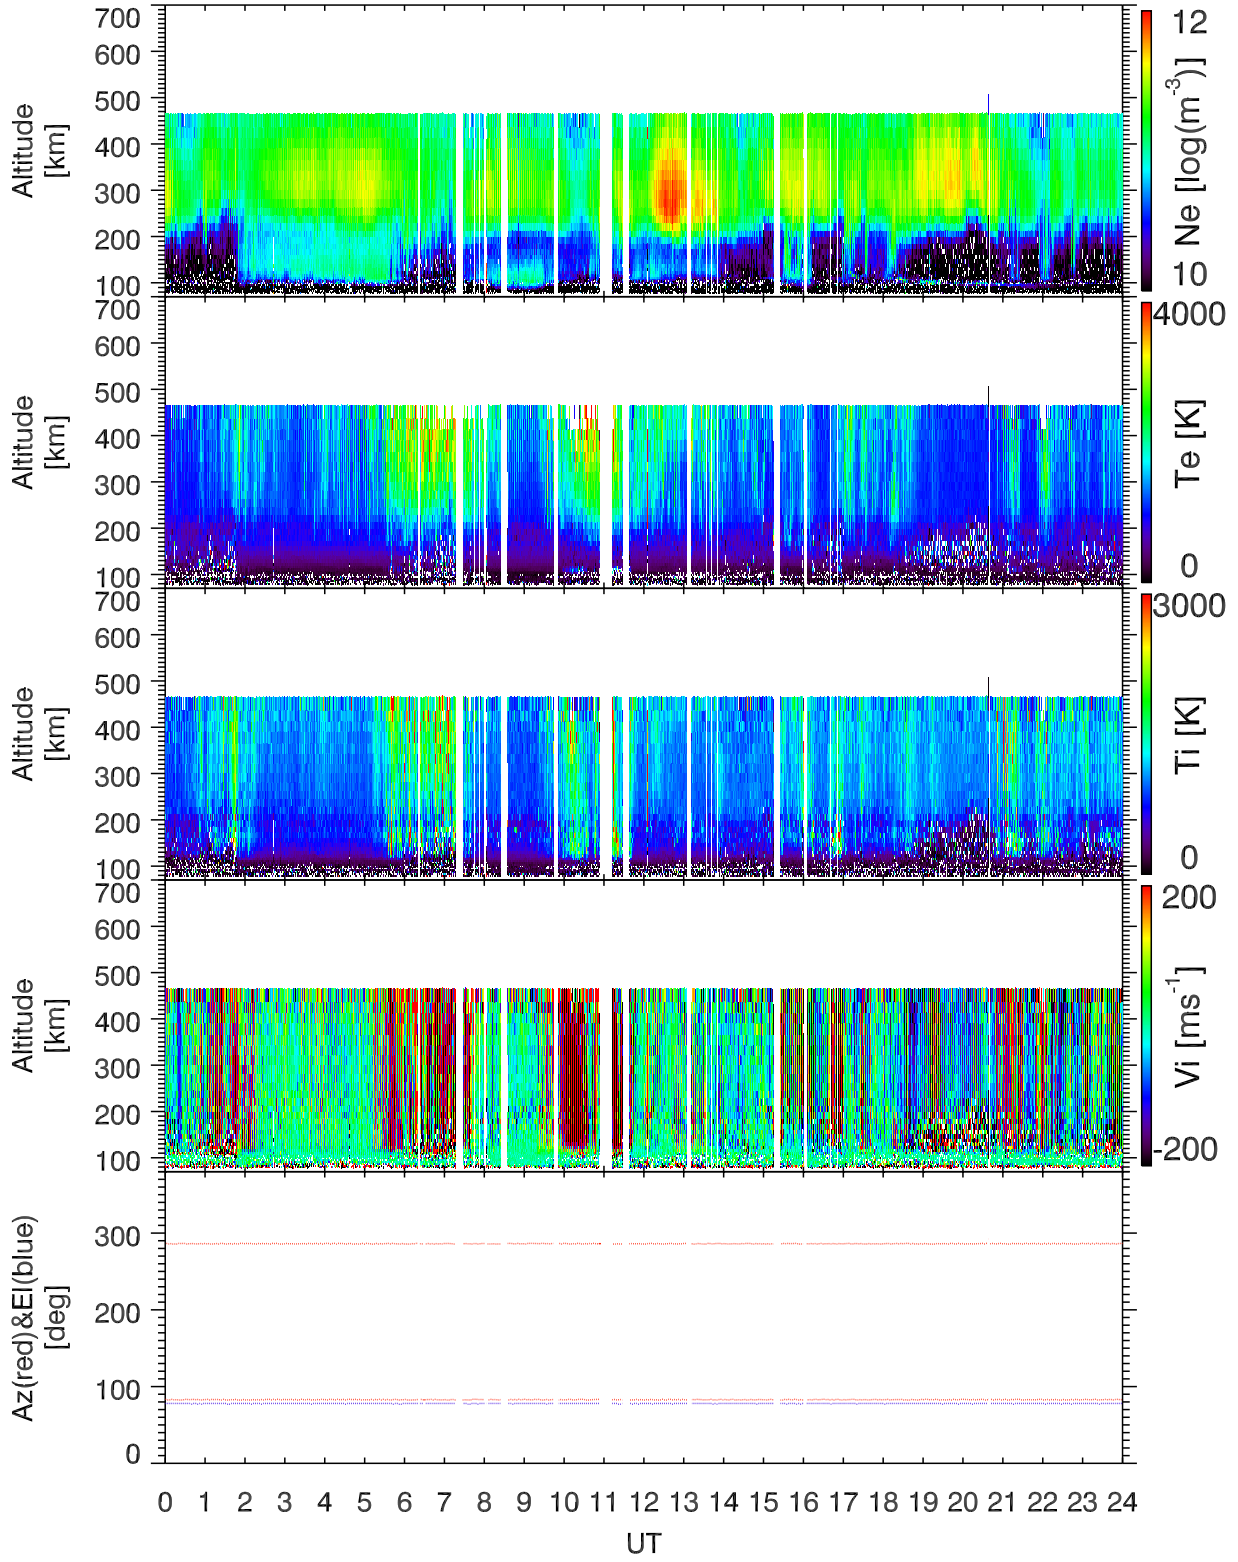 700
600
500
400
300
200
100
Altitude
[km]
12
10
Ne [log(m⁻³)]
700
600
500
400
300
200
100
Altitude
[km]
4000
0
Te [K]
700
600
500
400
300
200
100
Altitude
[km]
3000
0
Ti [K]
700
600
500
400
300
200
100
Altitude
[km]
200
-200
Vi [ms⁻¹]
300
200
100
0
Az(red)&El(blue)
[deg]
0 1 2 3 4 5 6 7 8 9 10 11 12 13 14 15 16 17 18 19 20 21 22 23 24
UT